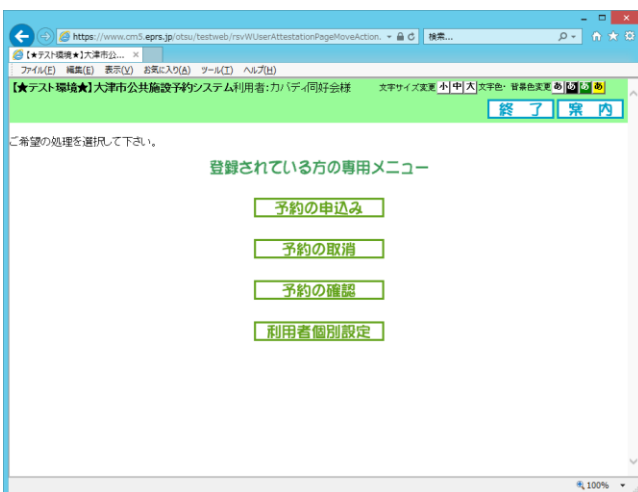 https://www.cm5.eprs.jp/otsu/testweb/rsvWUserAttestationPageMoveAction.
検索...
【★テスト環境★】大津市公...
ファイル(F) 編集(E) 表示(V) お気に入り(A) ツール(T) ヘルプ(H)
【★テスト環境★】大津市公共施設予約システム利用者:カバディ同好会様 文字サイズ変更 小 中 大 文字色・背景色変更 あ あ あ あ
終 了 案 内
ご希望の処理を選択して下さい。
登録されている方の専用メニュー
予約の申込み
予約の取消
予約の確認
利用者個別設定
100%